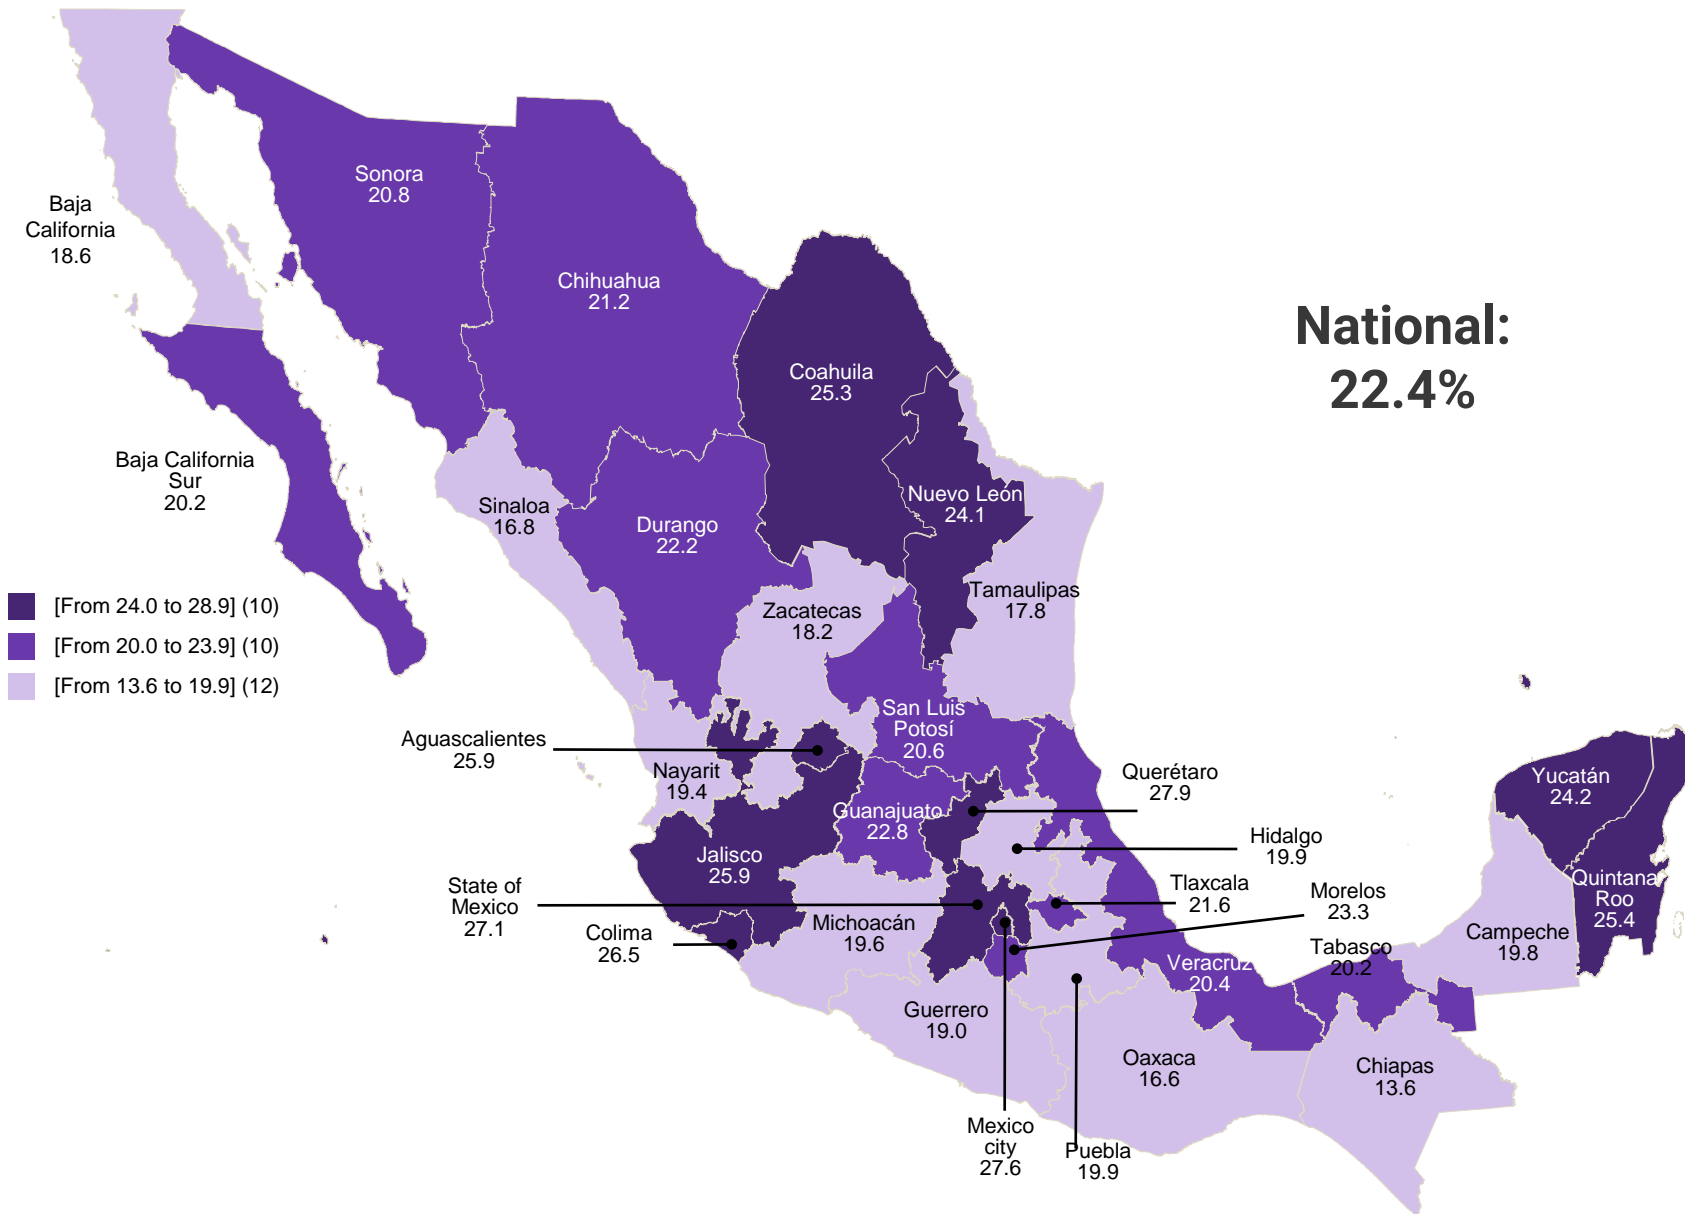 Sonora
20.8
Baja
California
18.6
Chihuahua
21.2
National:
22.4%
Coahuila
25.3
Baja California
Sur
20.2
Nuevo León
24.1
Sinaloa
16.8
Durango
22.2
Tamaulipas
17.8
Zacatecas
18.2
[From 24.0 to 28.9] (10)
[From 20.0 to 23.9] (10)
[From 13.6 to 19.9] (12)
San Luis
Potosí
20.6
Aguascalientes
25.9
Nayarit
19.4
Querétaro
27.9
Yucatán
24.2
Guanajuato
22.8
Hidalgo
19.9
Jalisco
25.9
State of
Mexico
27.1
Tlaxcala
21.6
Morelos
23.3
Quintana
Roo
25.4
Michoacán
19.6
Colima
26.5
Campeche
19.8
Tabasco
20.2
Veracruz
20.4
Guerrero
19.0
Oaxaca
16.6
Chiapas
13.6
Mexico
city
27.6
Puebla
19.9